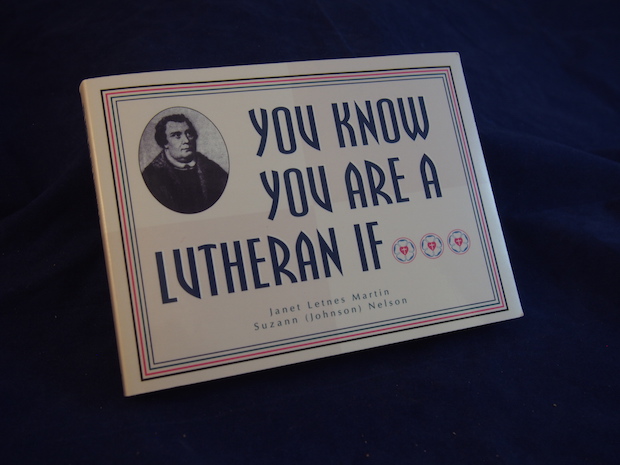 YOU KNOW
YOU ARE A
LUTHERAN IF
Janet Letnes Martin
Suzann (Johnson) Nelson